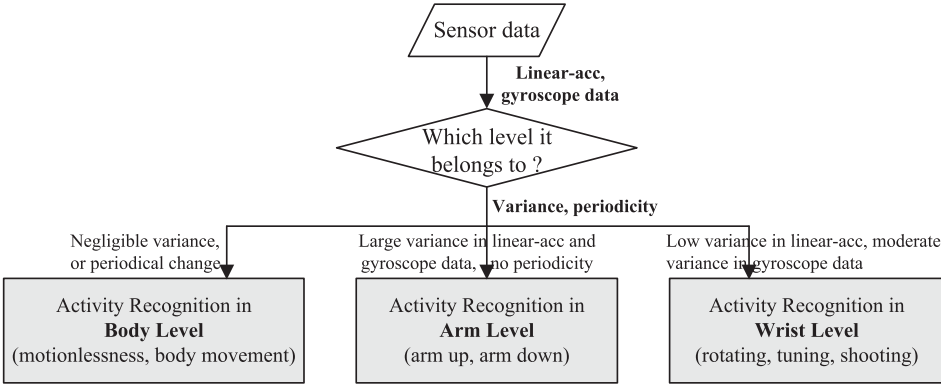 Sensor data
Linear-acc,
gyroscope data
Which level it
belongs to ?
Variance, periodicity
Negligible variance,
or periodical change
Large variance in linear-acc and
gyroscope data, no periodicity
Low variance in linear-acc, moderate
variance in gyroscope data
Activity Recognition in
Body Level
(motionlessness, body movement)
Activity Recognition in
Arm Level
(arm up, arm down)
Activity Recognition in
Wrist Level
(rotating, tuning, shooting)